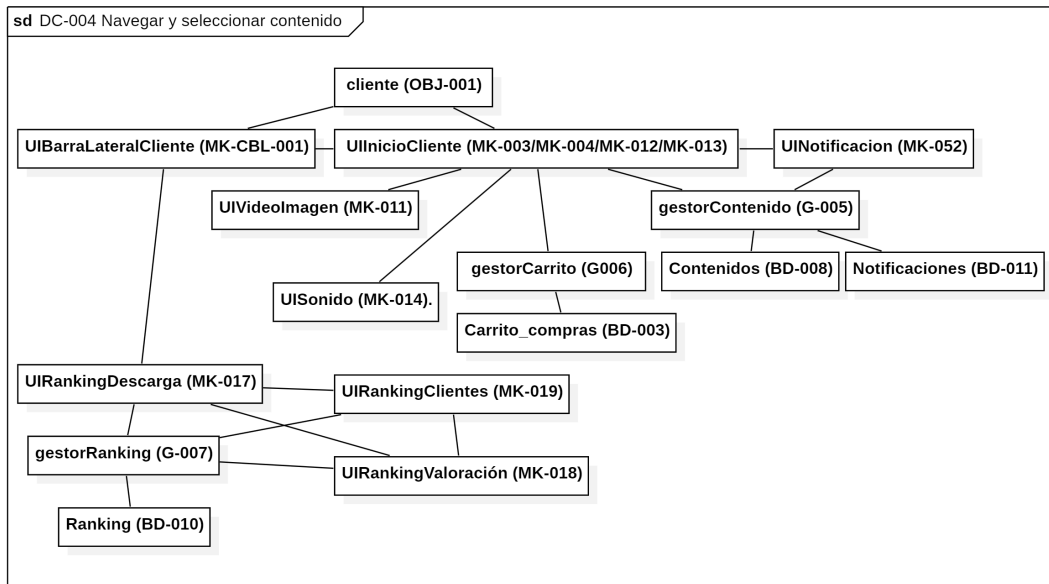 sd DC-004 Navegar y seleccionar contenido
cliente (OBJ-001)
UIBarraLateralCliente (MK-CBL-001)
UIInicioCliente (MK-003/MK-004/MK-012/MK-013)
UINotificacion (MK-052)
UIVideoImagen (MK-011)
gestorContenido (G-005)
gestorCarrito (G006)
Contenidos (BD-008)
Notificaciones (BD-011)
UISonido (MK-014).
Carrito_compras (BD-003)
UIRankingDescarga (MK-017)
UIRankingClientes (MK-019)
gestorRanking (G-007)
UIRankingValoración (MK-018)
Ranking (BD-010)